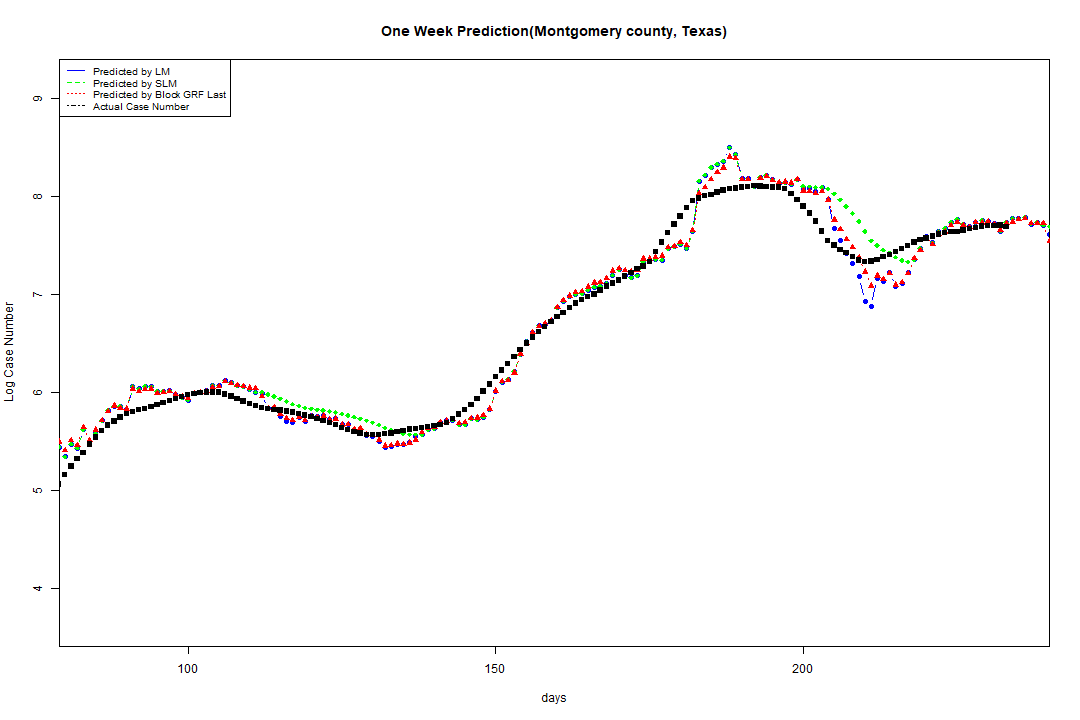 One Week Prediction(Montgomery county, Texas)
Predicted by LM
Predicted by SLM
Predicted by Block GRF Last
Actual Case Number
9
8
7
6
5
4
Log Case Number
100 150 200
days